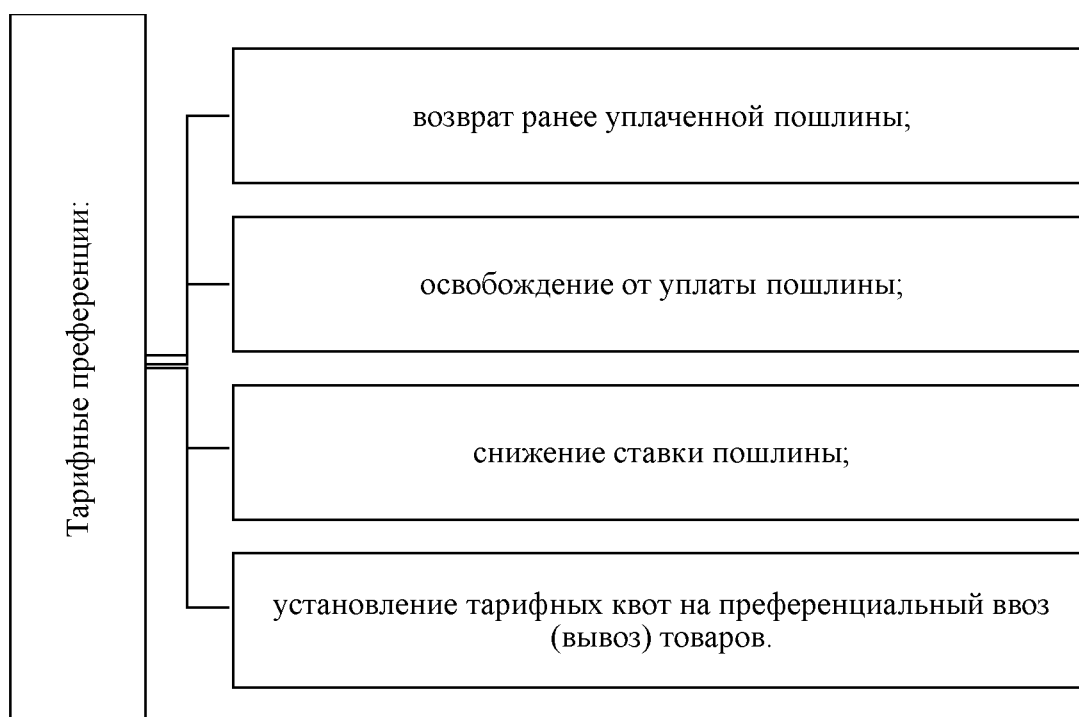 Тарифные преференции:
возврат ранее уплаченной пошлины;
освобождение от уплаты пошлины;
снижение ставки пошлины;
установление тарифных квот на преференциальный ввоз
(вывоз) товаров.